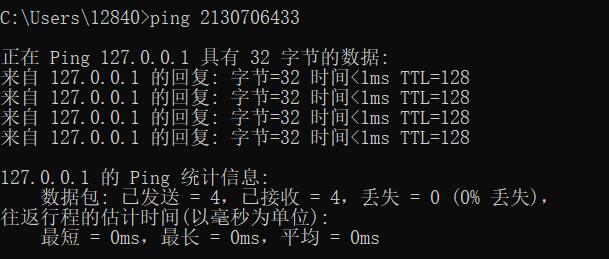 C:\Users\12840>ping 2130706433
正在 Ping 127.0.0.1 具有 32 字节的数据:
来自 127.0.0.1 的回复: 字节=32 时间<1ms TTL=128
来自 127.0.0.1 的回复: 字节=32 时间<1ms TTL=128
来自 127.0.0.1 的回复: 字节=32 时间<1ms TTL=128
来自 127.0.0.1 的回复: 字节=32 时间<1ms TTL=128
127.0.0.1 的 Ping 统计信息:
数据包: 已发送 = 4，已接收 = 4，丢失 = 0 (0% 丢失)，
往返行程的估计时间(以毫秒为单位):
最短 = 0ms，最长 = 0ms，平均 = 0ms